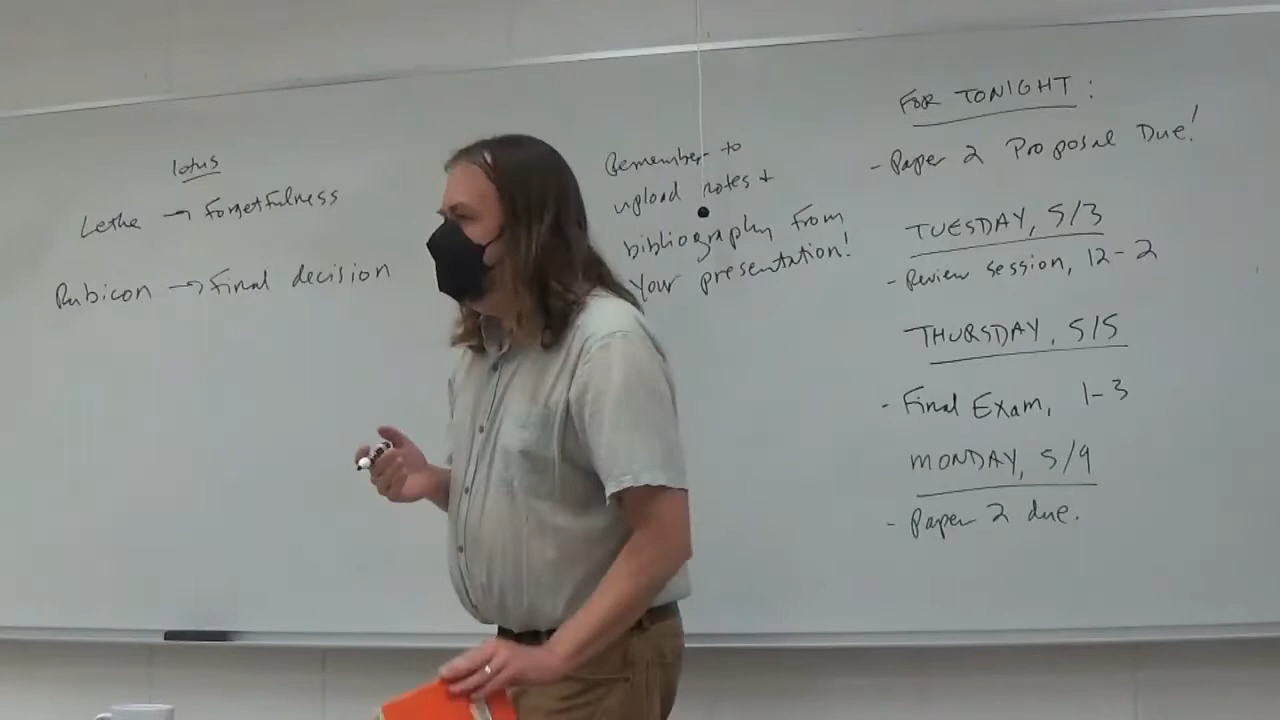 lotus
Lethe → forgetfulness
Rubicon → final decision
Remember to
upload notes +
bibliography from
your presentation!
FOR TONIGHT:
- Paper 2 Proposal Due!
TUESDAY, 5/3
- Review session, 12-2
THURSDAY, 5/5
- Final Exam, 1-3
MONDAY, 5/9
- Paper 2 due.